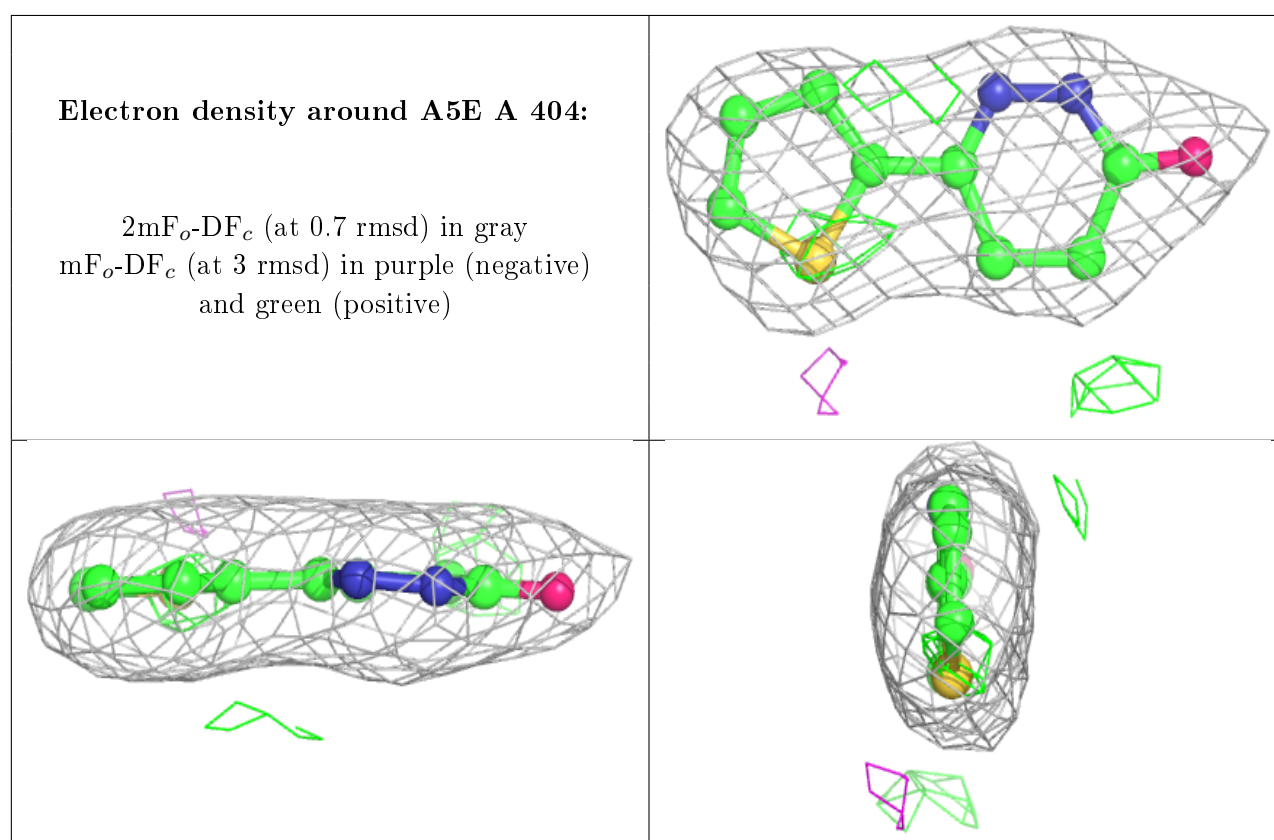 Electron density around A5E A 404:
2mFo-DFc (at 0.7 rmsd) in gray
mFo-DFc (at 3 rmsd) in purple (negative)
and green (positive)